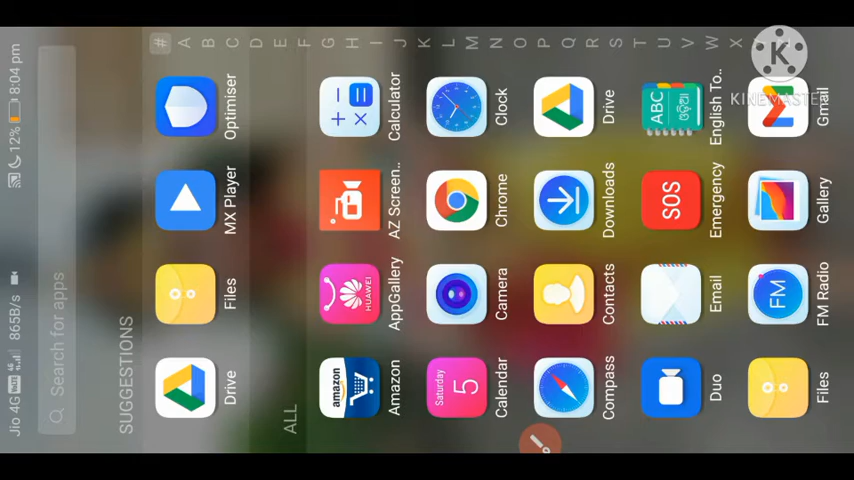 Jio 4G 865B/s 12% 8:04 pm
Search for apps
SUGGESTIONS
Drive Files MX Player Optimiser
ALL
Amazon AppGallery AZ Screen.. Calculator
Calendar Camera Chrome Clock
Compass Contacts Downloads Drive
Duo Email Emergency English To..
Files FM Radio Gallery Gmail
# A B C D E F G H I J K L M N O P Q R S T U V W X
amazon
HUAWEI
Saturday
5
SOS
ABC
ଓଡ଼ିଆ
FM
K
KINEMASTER